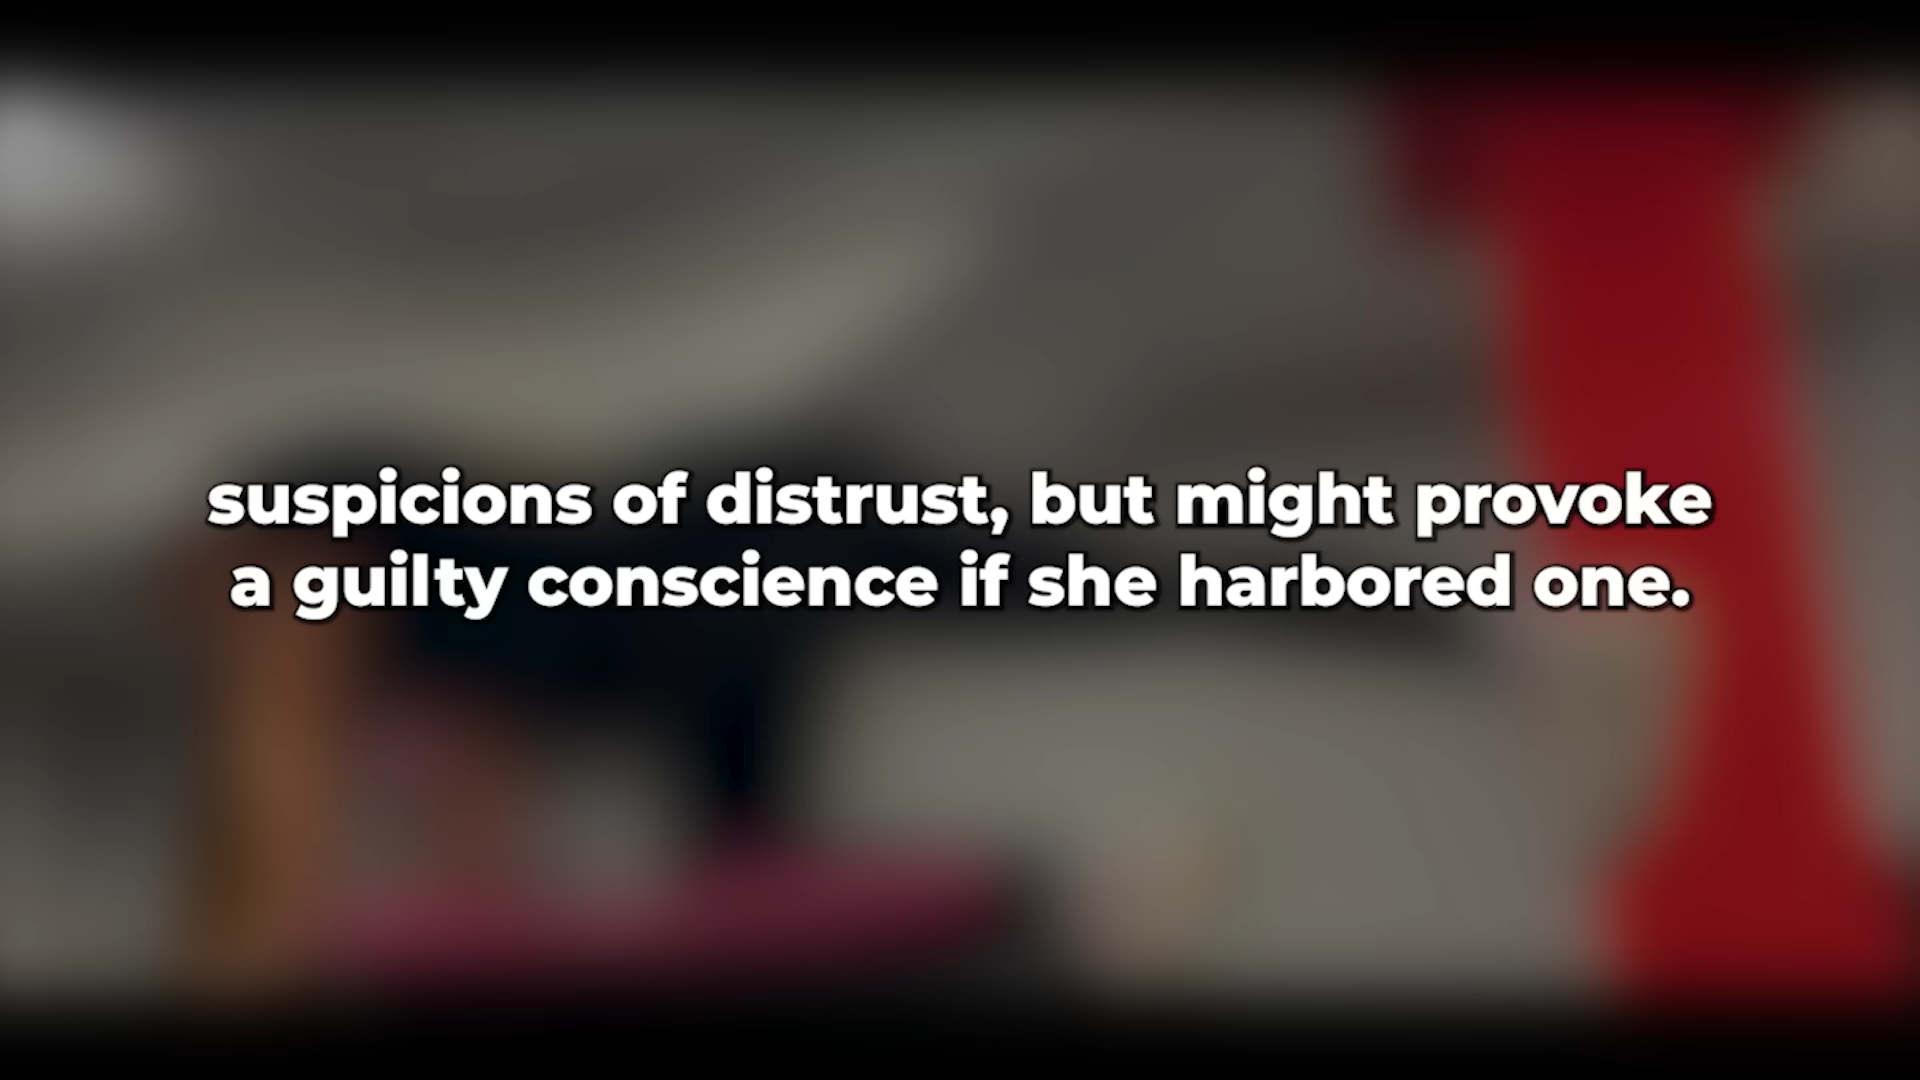 suspicions of distrust, but might provoke
a guilty conscience if she harbored one.